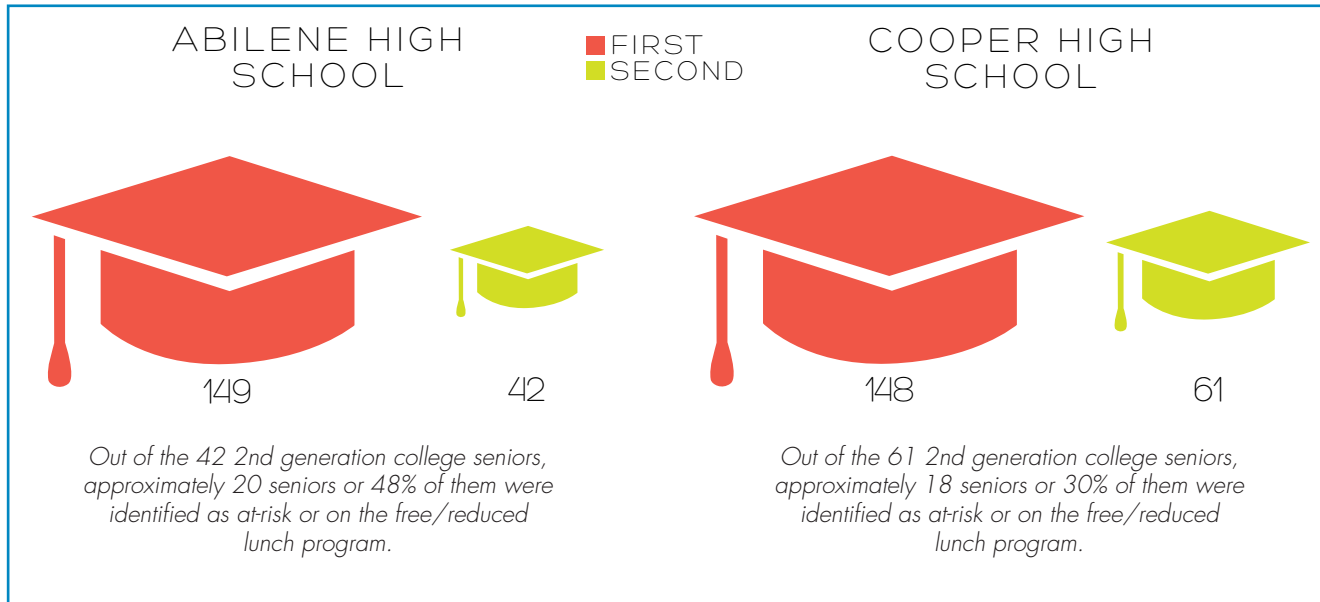 ABILENE HIGH
SCHOOL
FIRST
SECOND
COOPER HIGH
SCHOOL
149
42
148
61
Out of the 42 2nd generation college seniors,
approximately 20 seniors or 48% of them were
identified as at-risk or on the free/reduced
lunch program.
Out of the 61 2nd generation college seniors,
approximately 18 seniors or 30% of them were
identified as at-risk or on the free/reduced
lunch program.